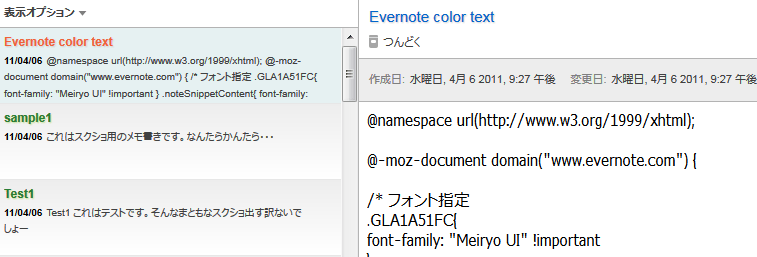 表示オプション
Evernote color text
11/04/06 @namespace url(http://www.w3.org/1999/xhtml); @-moz-
document domain("www.evernote.com") { /* フォント指定 .GLA1A51FC{
font-family: "Meiryo UI" !important } .noteSnippetContent{ font-family:
sample1
11/04/06 これはスクショ用のメモ書きです。なんたらかんたら・・・
Test1
11/04/06 Test1 これはテストです。そんなまともなスクショ出す訳ないで
しょー
Evernote color text
つんどく
作成日: 水曜日, 4月 6 2011, 9:27 午後 変更日: 水曜日, 4月 6 2011, 9:27 午後
@namespace url(http://www.w3.org/1999/xhtml);
@-moz-document domain("www.evernote.com") {
/* フォント指定
.GLA1A51FC{
font-family: "Meiryo UI" !important